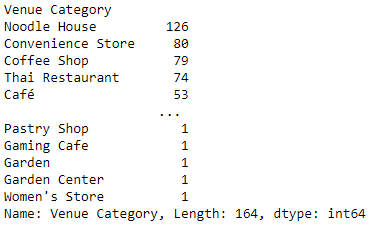 Venue Category
Noodle House 126
Convenience Store 80
Coffee Shop 79
Thai Restaurant 74
Café 53
...
Pastry Shop 1
Gaming Cafe 1
Garden 1
Garden Center 1
Women's Store 1
Name: Venue Category, Length: 164, dtype: int64